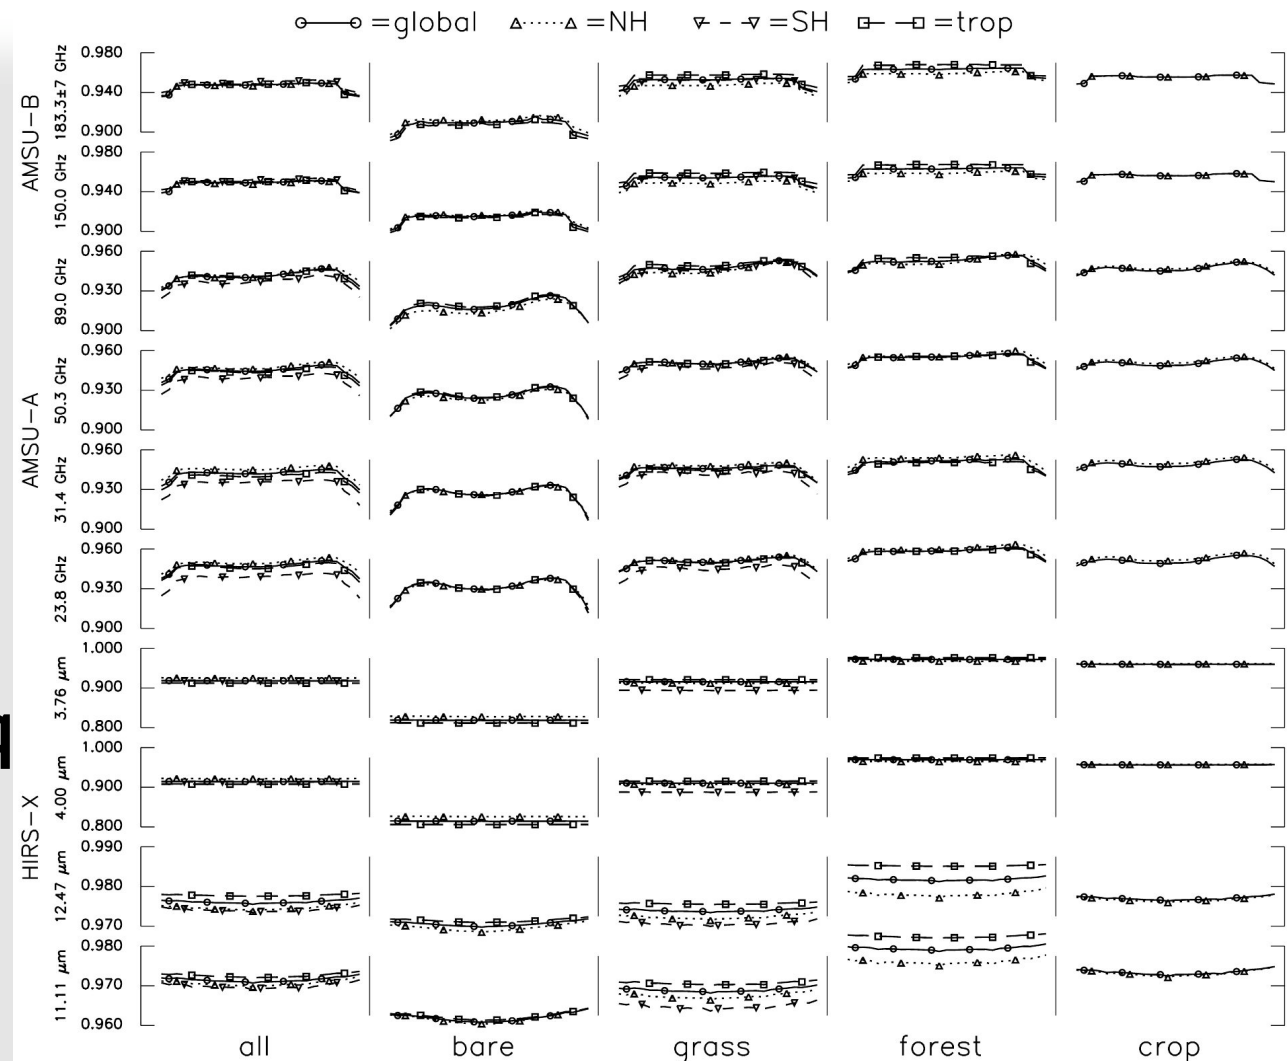 =global =NH =SH =trop
AMSU-B
183.3±7 GHz
0.980
0.940
0.900
150.0 GHz
0.980
0.940
0.900
AMSU-A
89.0 GHz
0.960
0.930
0.900
50.3 GHz
0.960
0.930
0.900
31.4 GHz
0.960
0.930
0.900
23.8 GHz
0.960
0.930
0.900
HIRS-X
3.76 μm
1.000
0.900
0.800
4.00 μm
1.000
0.900
0.800
12.47 μm
0.990
0.980
0.970
11.11 μm
0.980
0.970
0.960
all bare grass forest crop